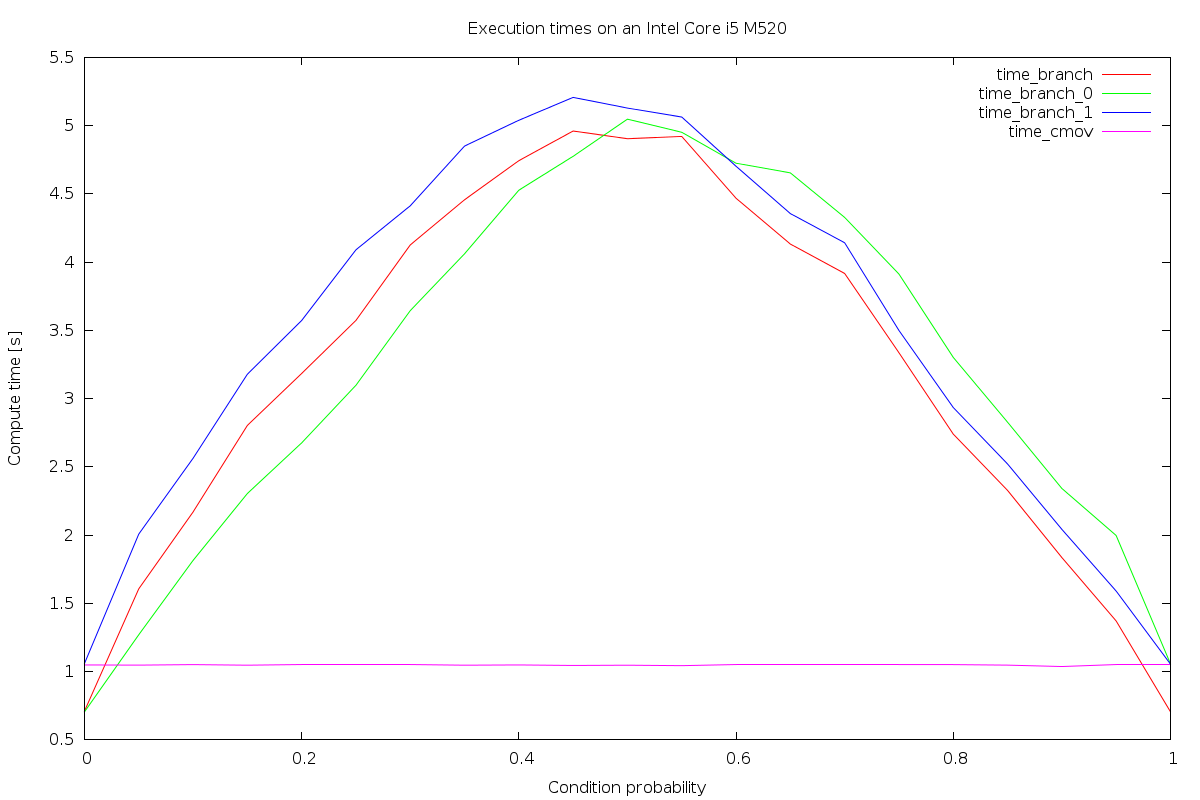 Execution times on an Intel Core i5 M520
5.5
5
4.5
4
3.5
3
2.5
2
1.5
1
0.5
Compute time [s]
time_branch
time_branch_0
time_branch_1
time_cmov
0
0.2
0.4
0.6
0.8
1
Condition probability